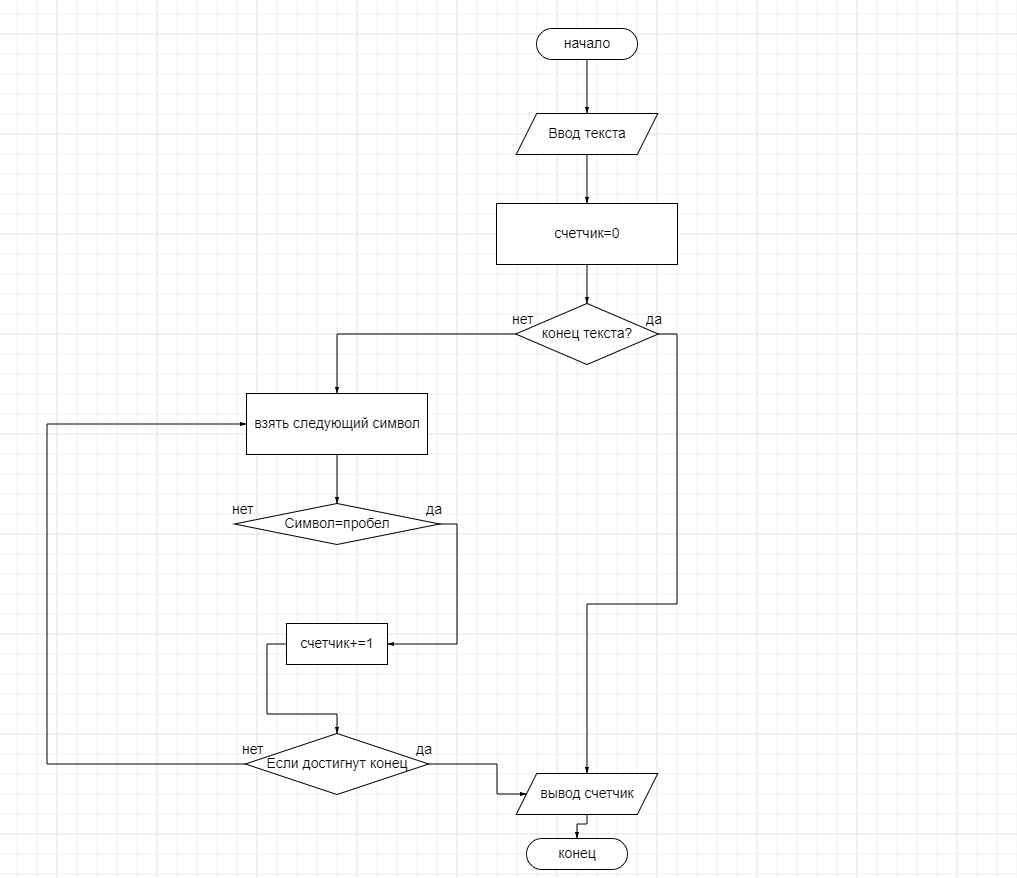 начало
Ввод текста
счетчик=0
нет
конец текста?
да
взять следующий символ
нет
Символ=пробел
да
счетчик+=1
нет
Если достигнут конец
да
вывод счетчик
конец